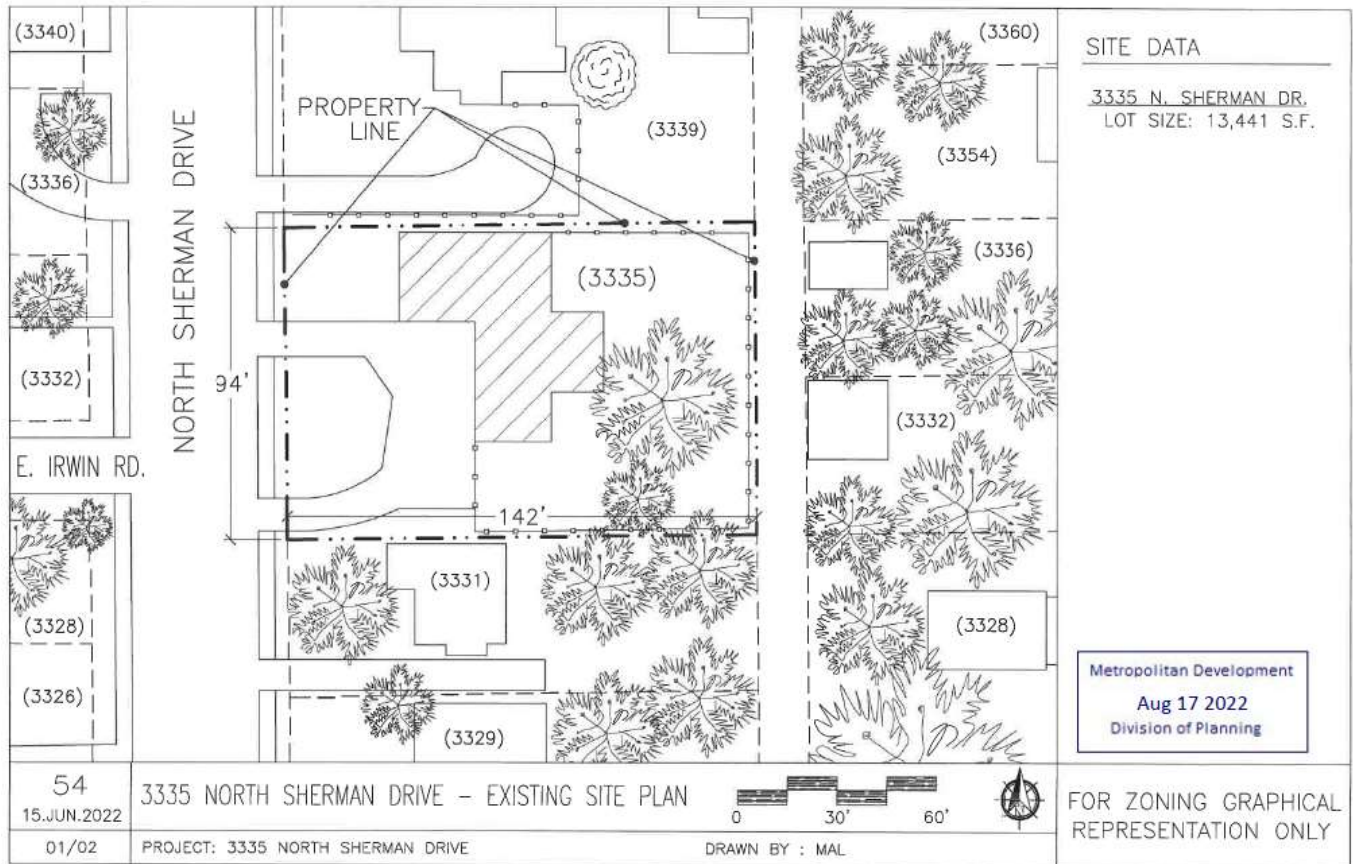 (3340)
(3360)
SITE DATA
3335 N. SHERMAN DR.
LOT SIZE: 13,441 S.F.
PROPERTY
LINE
(3339)
(3354)
NORTH SHERMAN DRIVE
(3336)
(3336)
(3335)
(3332)
94'
(3332)
E. IRWIN RD.
142'
(3331)
(3328)
(3328)
(3326)
(3329)
Metropolitan Development
Aug 17 2022
Division of Planning
54
15.JUN.2022
3335 NORTH SHERMAN DRIVE – EXISTING SITE PLAN
0 30' 60'
FOR ZONING GRAPHICAL
REPRESENTATION ONLY
01/02
PROJECT: 3335 NORTH SHERMAN DRIVE
DRAWN BY : MAL